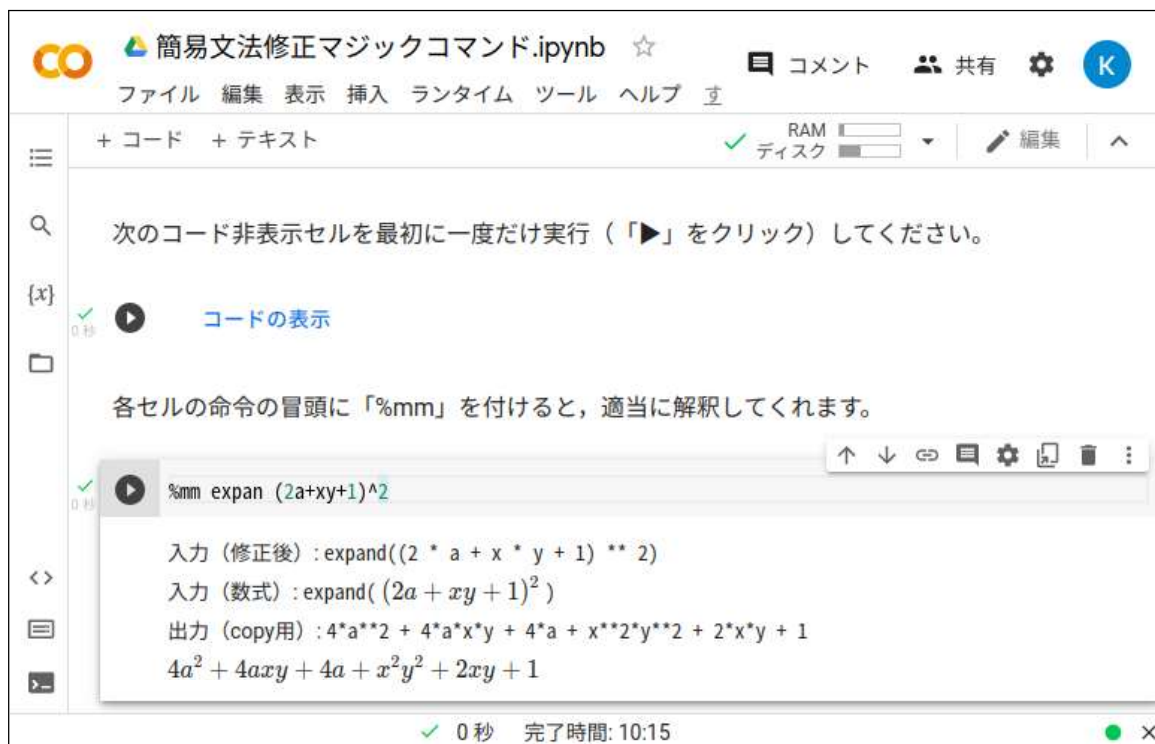 簡易文法修正マジックコマンド.ipynb
コメント 共有 K
ファイル 編集 表示 挿入 ランタイム ツール ヘルプ す
+ コード + テキスト
RAM
ディスク
編集
次のコード非表示セルを最初に一度だけ実行（「▶」をクリック）してください。
{x}
0 秒
コードの表示
各セルの命令の冒頭に「%mm」を付けると，適当に解釈してくれます。
0 秒
%mm expan (2a+xy+1)^2
入力（修正後）: expand((2 * a + x * y + 1) ** 2)
入力（数式）: expand( (2a + xy + 1)² )
出力（copy用）: 4*a**2 + 4*a*x*y + 4*a + x**2*y**2 + 2*x*y + 1
4a² + 4axy + 4a + x²y² + 2xy + 1
0 秒 完了時間: 10:15